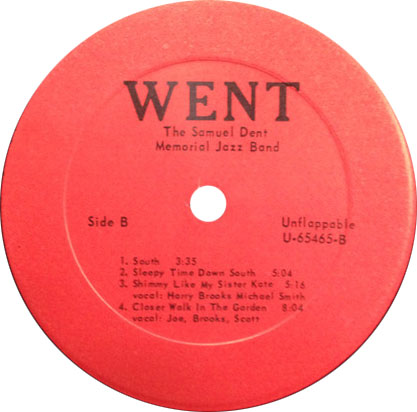 WENT
The Samuel Dent
Memorial Jazz Band
Side B
Unflappable
U-65465-B
1. South 3:35
2. Sleepy Time Down South 5:04
3. Shimmy Like My Sister Kate 5:16
vocal: Harry Brooks Michael Smith
4. Closer Walk In The Garden 8:04
vocal: Joe, Brooks, Scott